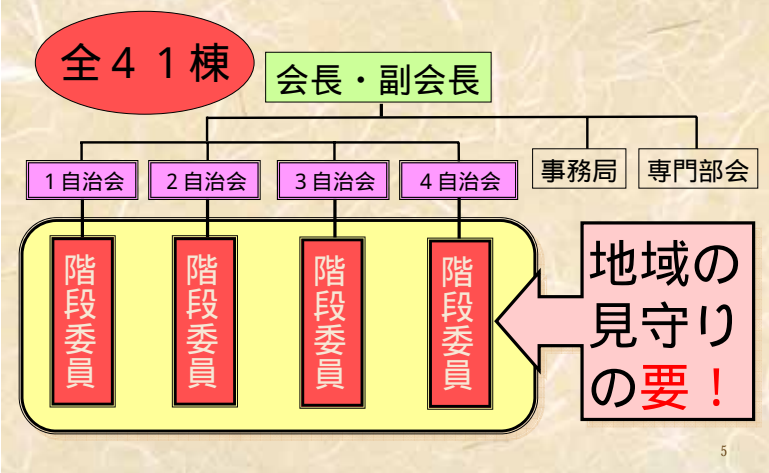 全４１棟
会長・副会長
事務局
専門部会
１自治会
２自治会
３自治会
４自治会
階段委員
階段委員
階段委員
階段委員
地域の
見守り
の要！
5